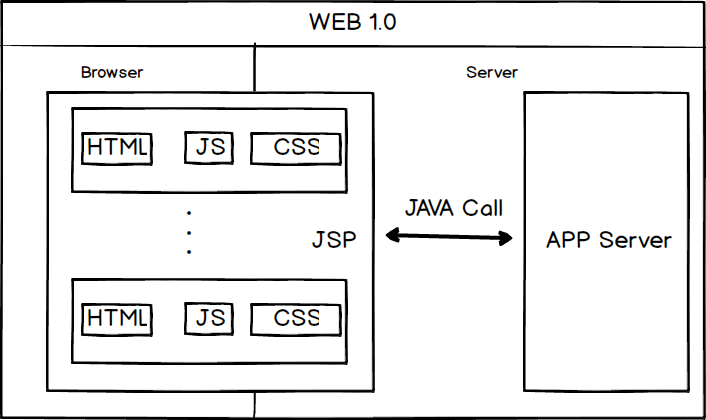 WEB 1.0
Browser
Server
HTML JS CSS
JAVA Call
JSP
APP Server
HTML JS CSS